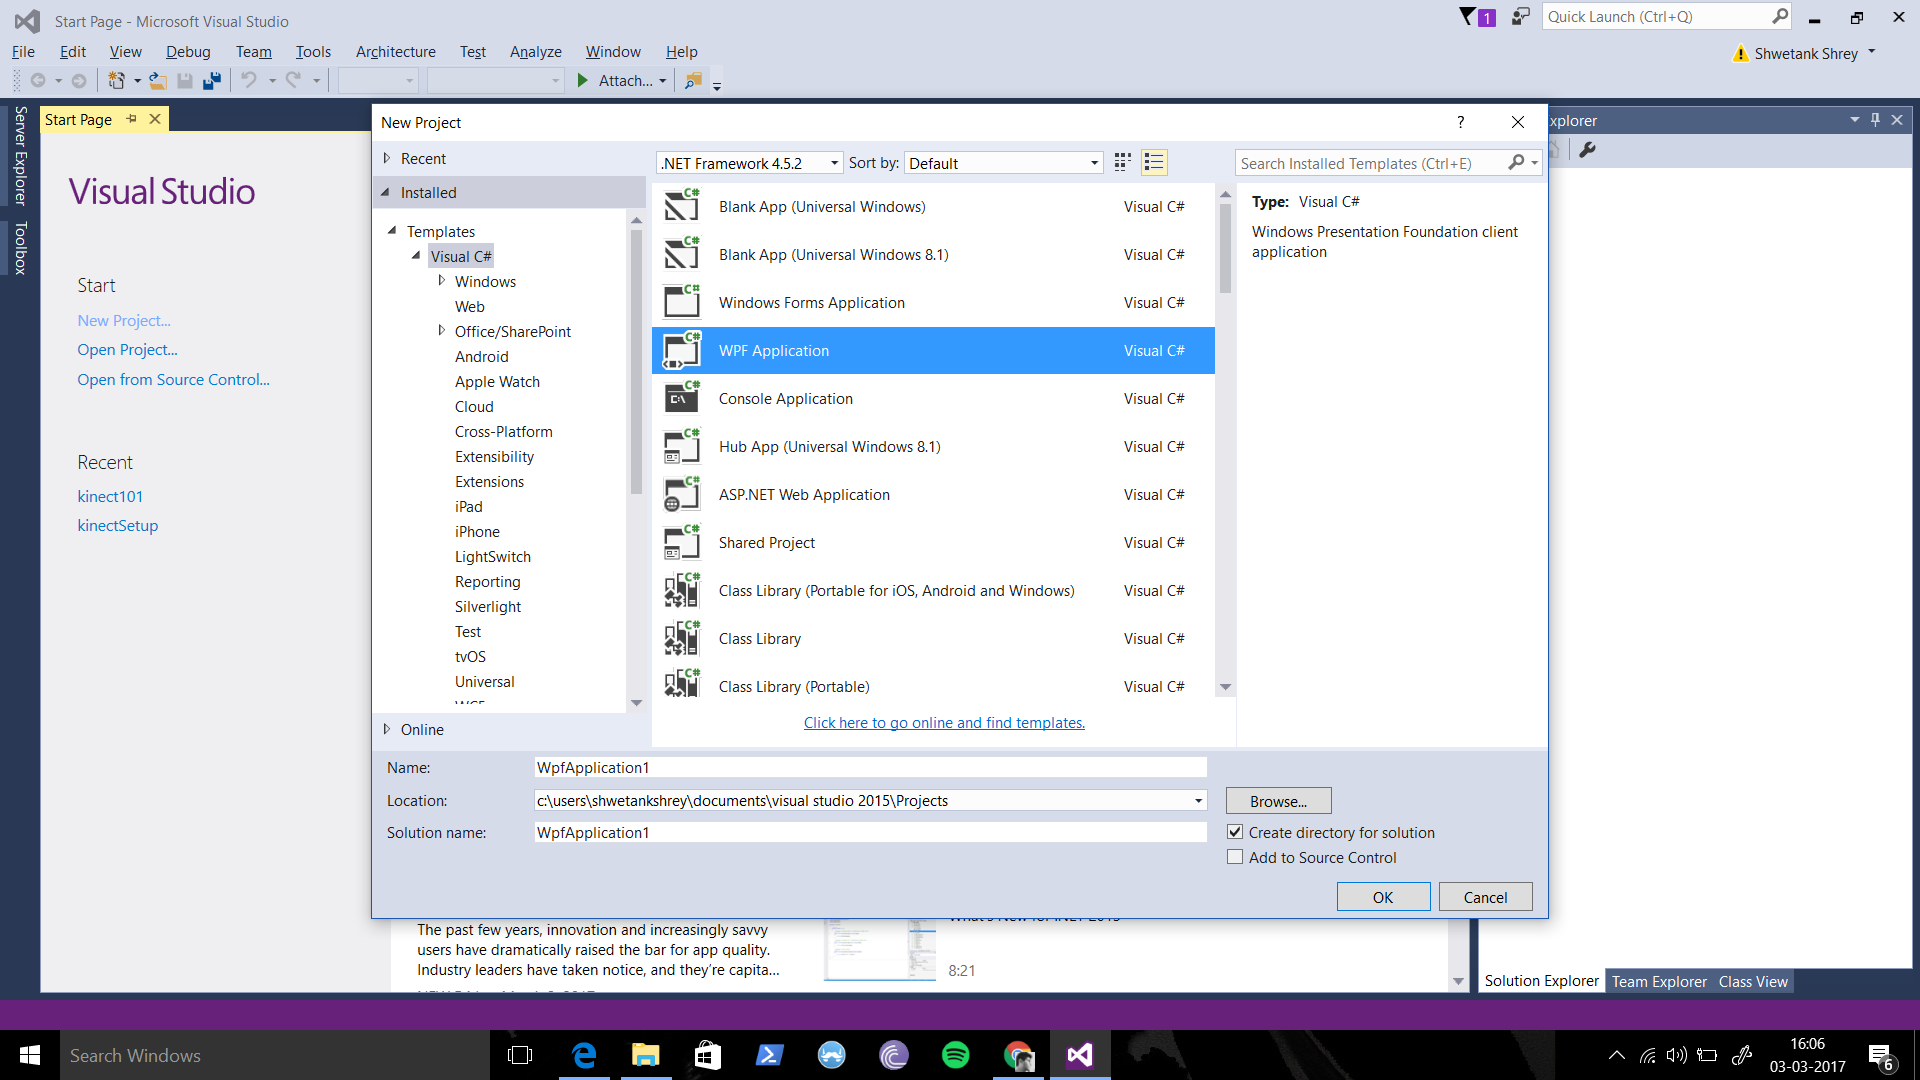 Start Page - Microsoft Visual Studio
1
Quick Launch (Ctrl+Q)
File Edit View Debug Team Tools Architecture Test Analyze Window Help
Shwetank Shrey
Attach...
Server Explorer
Toolbox
Start Page
Visual Studio
Start
New Project...
Open Project...
Open from Source Control...
Recent
kinect101
kinectSetup
New Project
?
Recent
Installed
.NET Framework 4.5.2
Sort by:
Default
Search Installed Templates (Ctrl+E)
Templates
Visual C#
Windows
Web
Office/SharePoint
Android
Apple Watch
Cloud
Cross-Platform
Extensibility
Extensions
iPad
iPhone
LightSwitch
Reporting
Silverlight
Test
tvOS
Universal
Online
Blank App (Universal Windows) Visual C#
Blank App (Universal Windows 8.1) Visual C#
Windows Forms Application Visual C#
WPF Application Visual C#
Console Application Visual C#
Hub App (Universal Windows 8.1) Visual C#
ASP.NET Web Application Visual C#
Shared Project Visual C#
Class Library (Portable for iOS, Android and Windows) Visual C#
Class Library Visual C#
Class Library (Portable) Visual C#
Click here to go online and find templates.
Type: Visual C#
Windows Presentation Foundation client
application
Name: WpfApplication1
Location: c:\users\shwetankshrey\documents\visual studio 2015\Projects
Browse...
Solution name: WpfApplication1
Create directory for solution
Add to Source Control
OK
Cancel
The past few years, innovation and increasingly savvy
users have dramatically raised the bar for app quality.
Industry leaders have taken notice, and they're capita...
8:21
xplorer
Solution Explorer Team Explorer Class View
Search Windows
16:06
03-03-2017
6